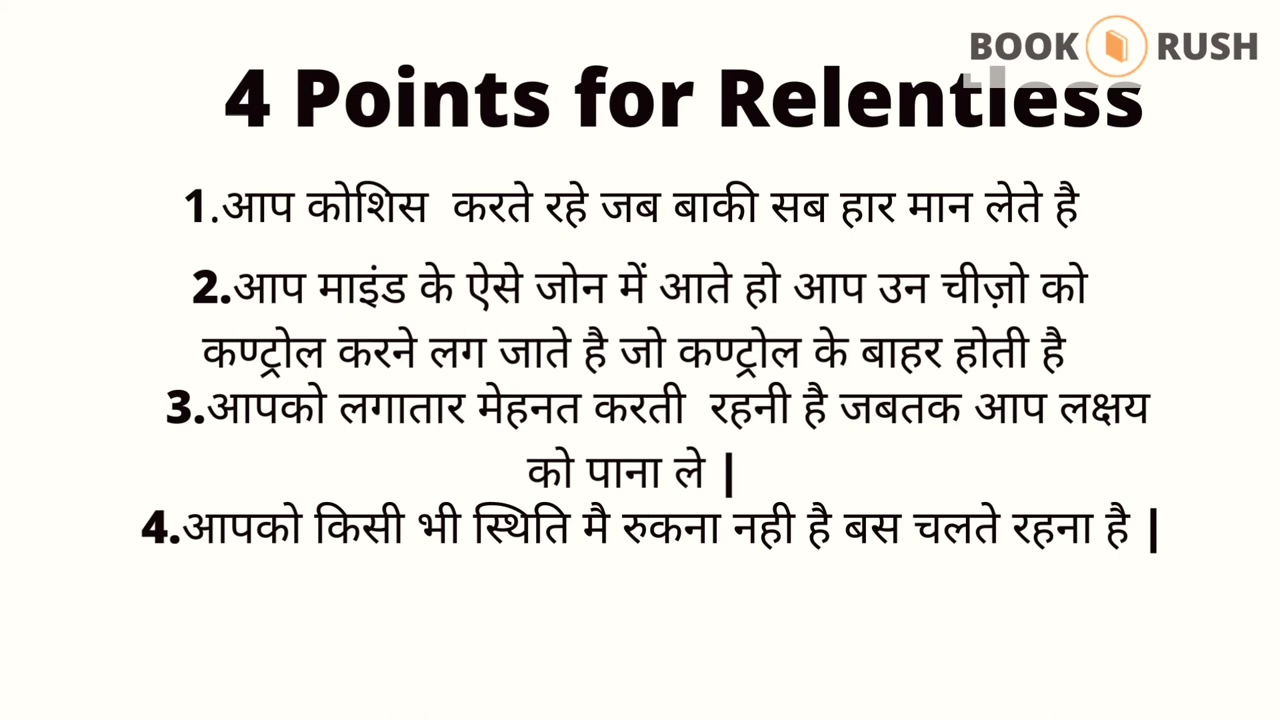 BOOK RUSH
4 Points for Relentless
1.आप कोशिस करते रहे जब बाकी सब हार मान लेते है
2.आप माइंड के ऐसे जोन में आते हो आप उन चीज़ो को
कण्ट्रोल करने लग जाते है जो कण्ट्रोल के बाहर होती है
3.आपको लगातार मेहनत करती रहनी है जबतक आप लक्षय
को पाना ले |
4.आपको किसी भी स्थिति मै रुकना नही है बस चलते रहना है |